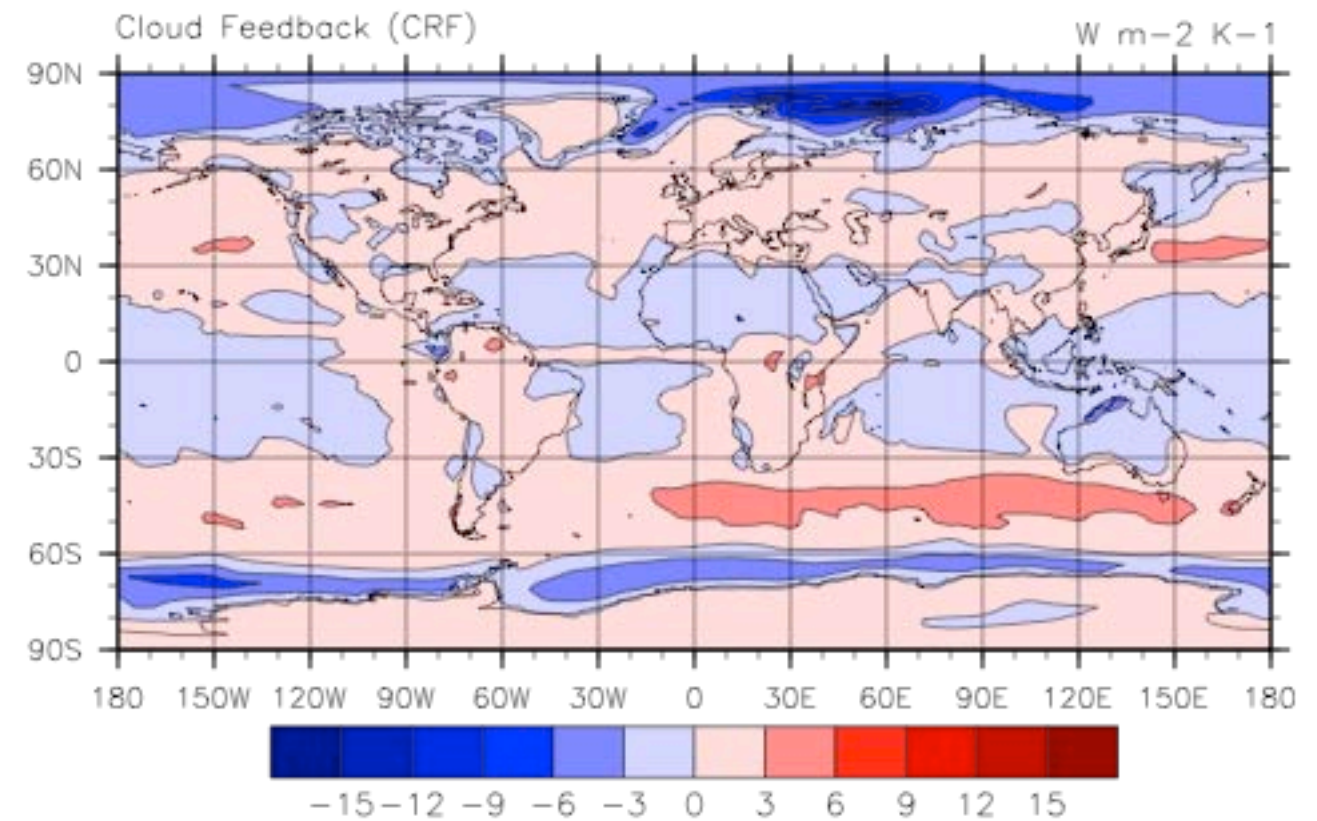 Cloud Feedback (CRF) W m-2 K-1
90N
60N
30N
0
30S
60S
90S
180 150W 120W 90W 60W 30W 0 30E 60E 90E 120E 150E 180
-15 -12 -9 -6 -3 0 3 6 9 12 15